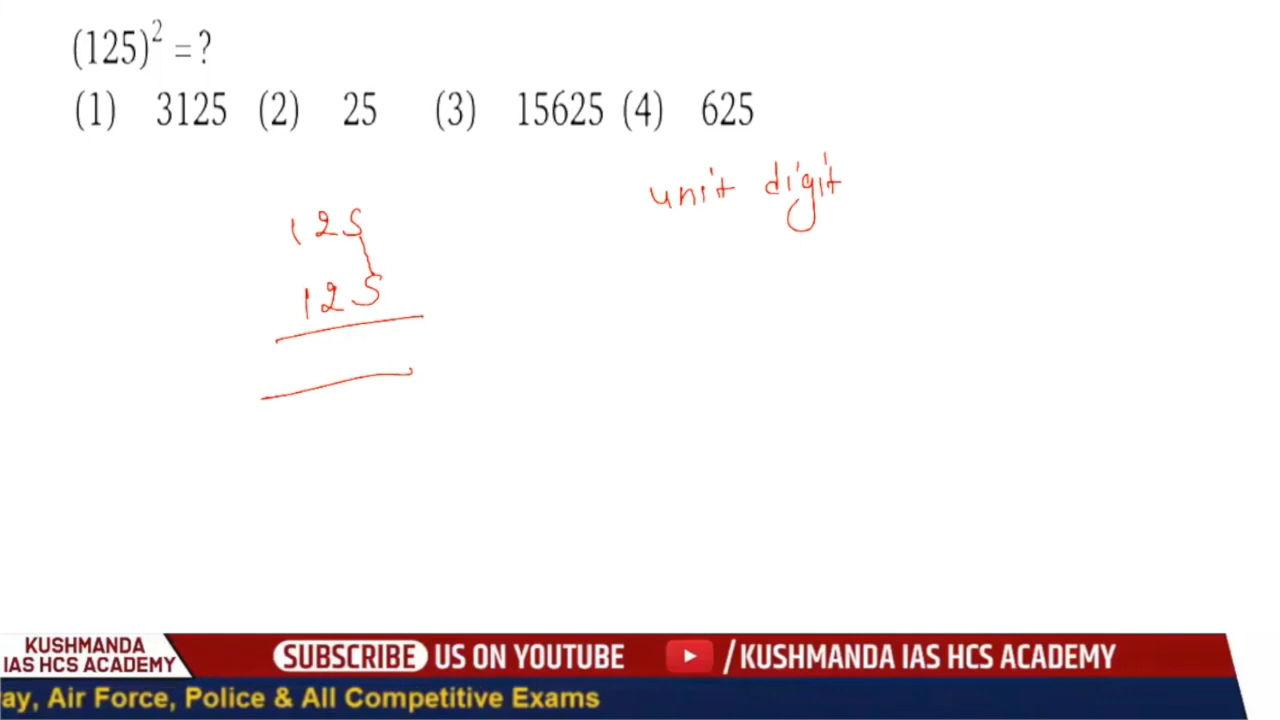 (125)² = ?
(1) 3125 (2) 25 (3) 15625 (4) 625
unit digit
125
125
KUSHMANDA
IAS HCS ACADEMY
SUBSCRIBE US ON YOUTUBE /KUSHMANDA IAS HCS ACADEMY
ay, Air Force, Police & All Competitive Exams